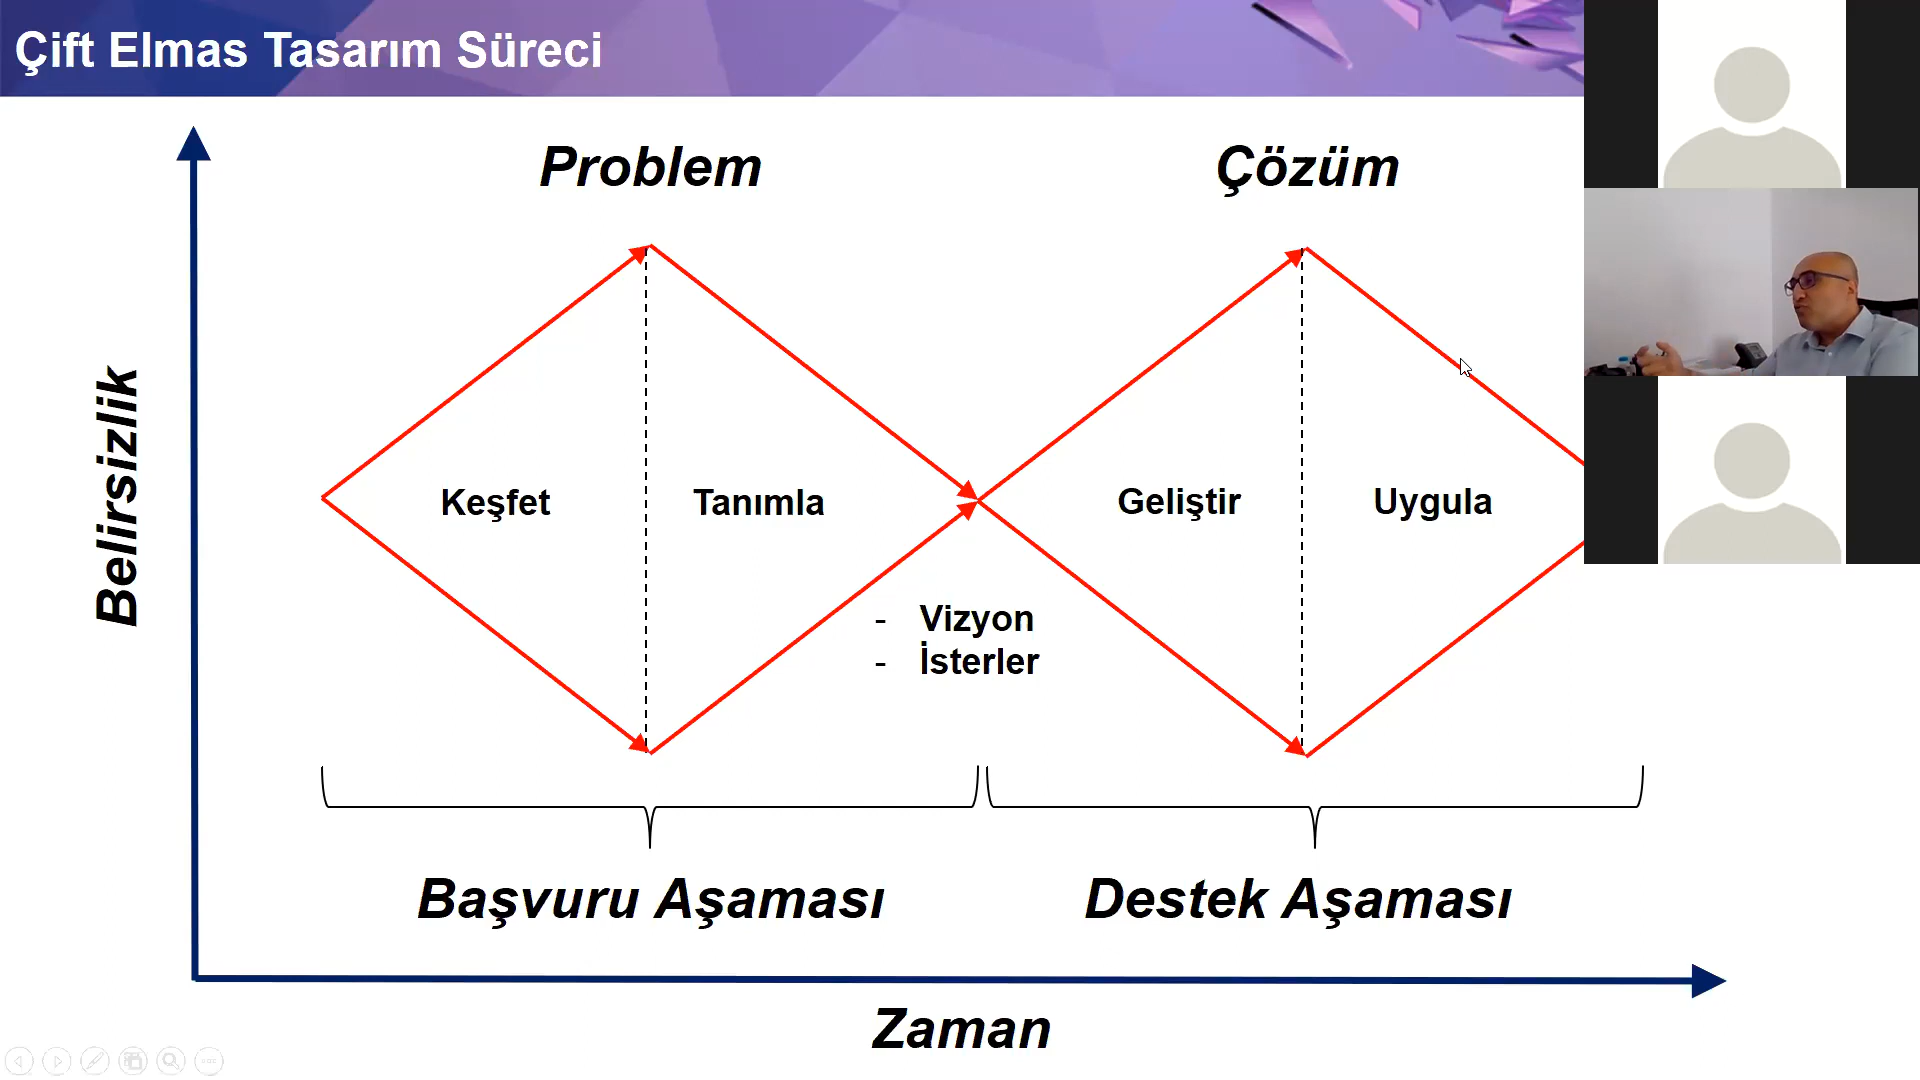 Çift Elmas Tasarım Süreci
Problem
Çözüm
Belirsizlik
Keşfet
Tanımla
Geliştir
Uygula
- Vizyon
- İsterler
Başvuru Aşaması
Destek Aşaması
Zaman